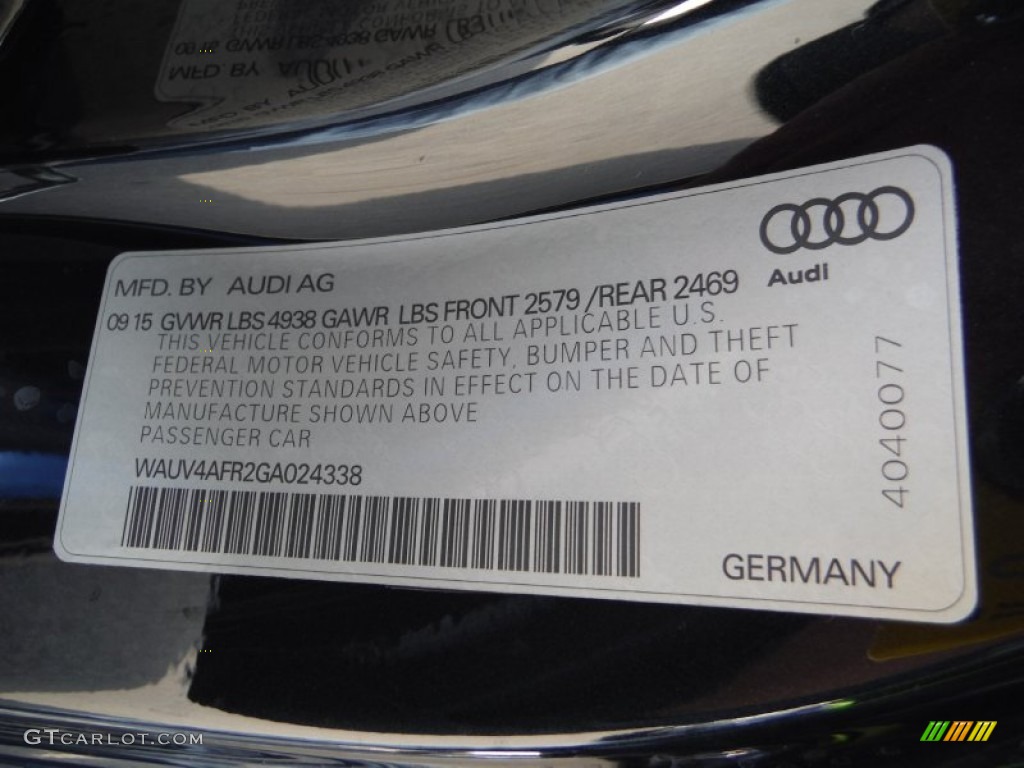 MFD. BY AUDI AG
Audi
09 15 GVWR LBS 4938 GAWR LBS FRONT 2579 /REAR 2469
THIS VEHICLE CONFORMS TO ALL APPLICABLE U.S.
FEDERAL MOTOR VEHICLE SAFETY, BUMPER AND THEFT
PREVENTION STANDARDS IN EFFECT ON THE DATE OF
MANUFACTURE SHOWN ABOVE
PASSENGER CAR
WAUV4AFR2GA024338
4040077
GERMANY
GTCARLOT.COM